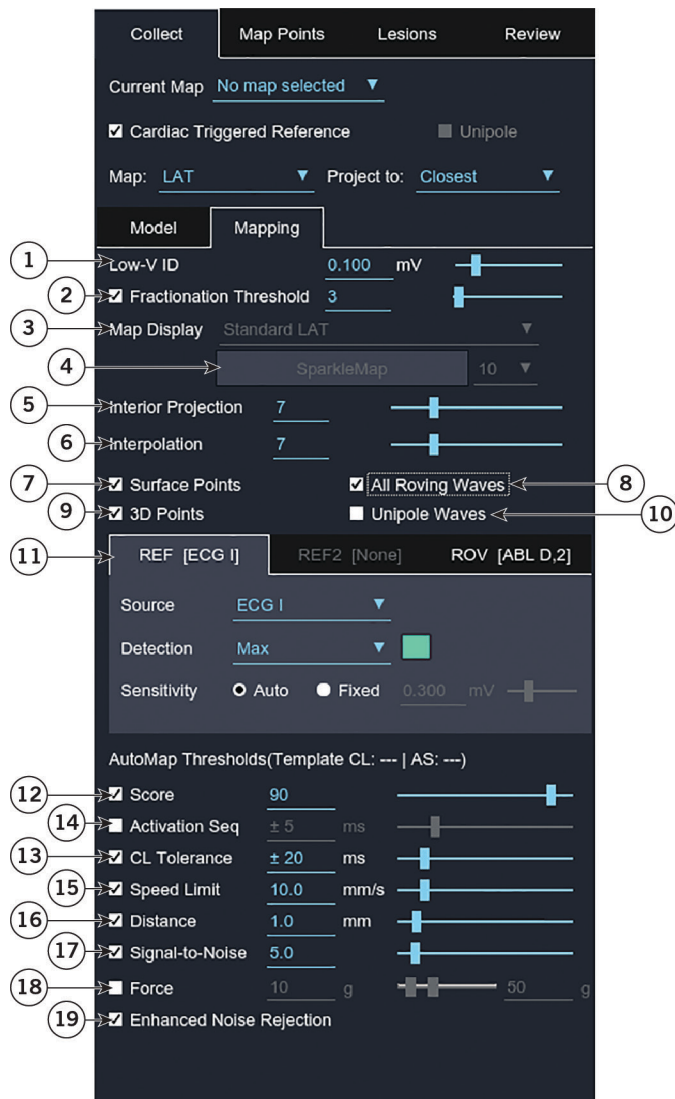 Collect Map Points Lesions Review
Current Map No map selected
Cardiac Triggered Reference Unipole
Map: LAT Project to: Closest
Model Mapping
1 Low-V ID 0.100 mV
2 Fractionation Threshold 3
3 Map Display Standard LAT
4 SparkleMap 10
5 Interior Projection 7
6 Interpolation 7
7 Surface Points All Roving Waves 8
9 3D Points Unipole Waves 10
11 REF [ECG I] REF2 [None] ROV [ABL D,2]
Source ECG I
Detection Max
Sensitivity Auto Fixed 0.300 mV
AutoMap Thresholds(Template CL: --- | AS: ---)
12 Score 90
14 Activation Seq ± 5 ms
13 CL Tolerance ± 20 ms
15 Speed Limit 10.0 mm/s
16 Distance 1.0 mm
17 Signal-to-Noise 5.0
18 Force 10 g 50 g
19 Enhanced Noise Rejection